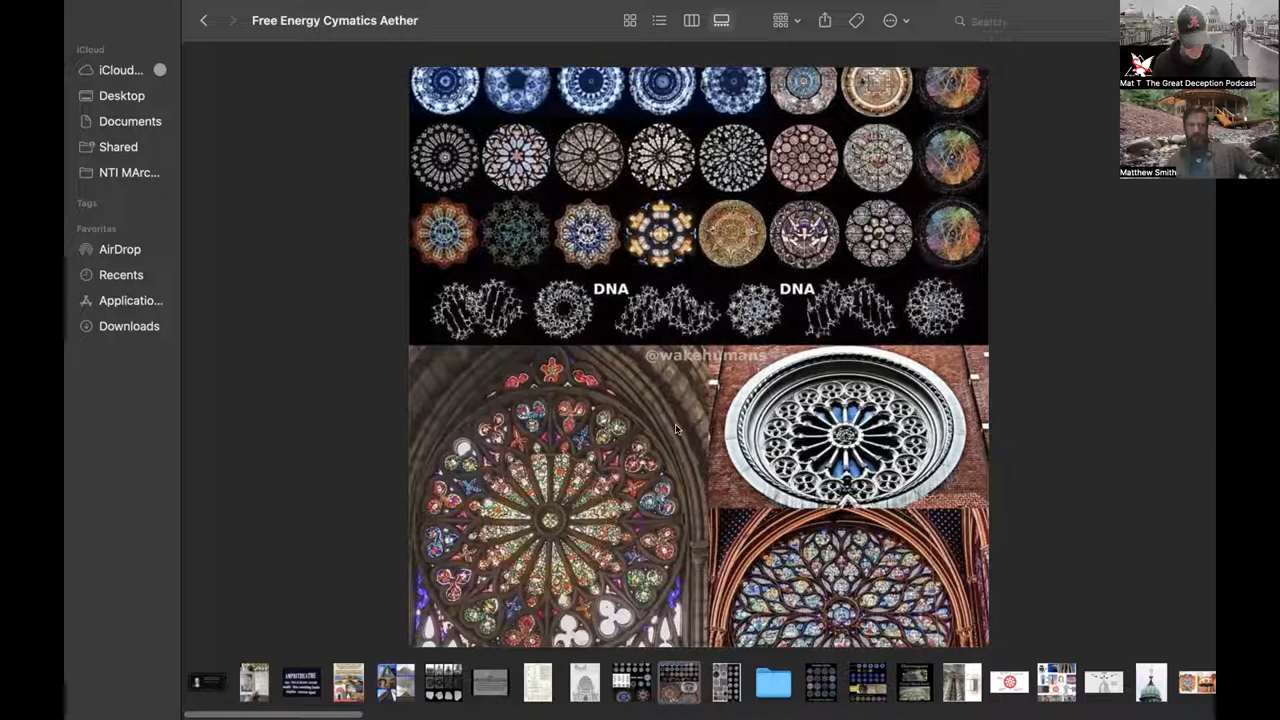 Free Energy Cymatics Aether
Search
iCloud
iCloud...
Desktop
Documents
Shared
NTI MArc...
Tags
Favorites
AirDrop
Recents
Applicatio...
Downloads
DNA
DNA
@wakehumans
Mat T The Great Deception Podcast
Matthew Smith
AMPHITHEATRE